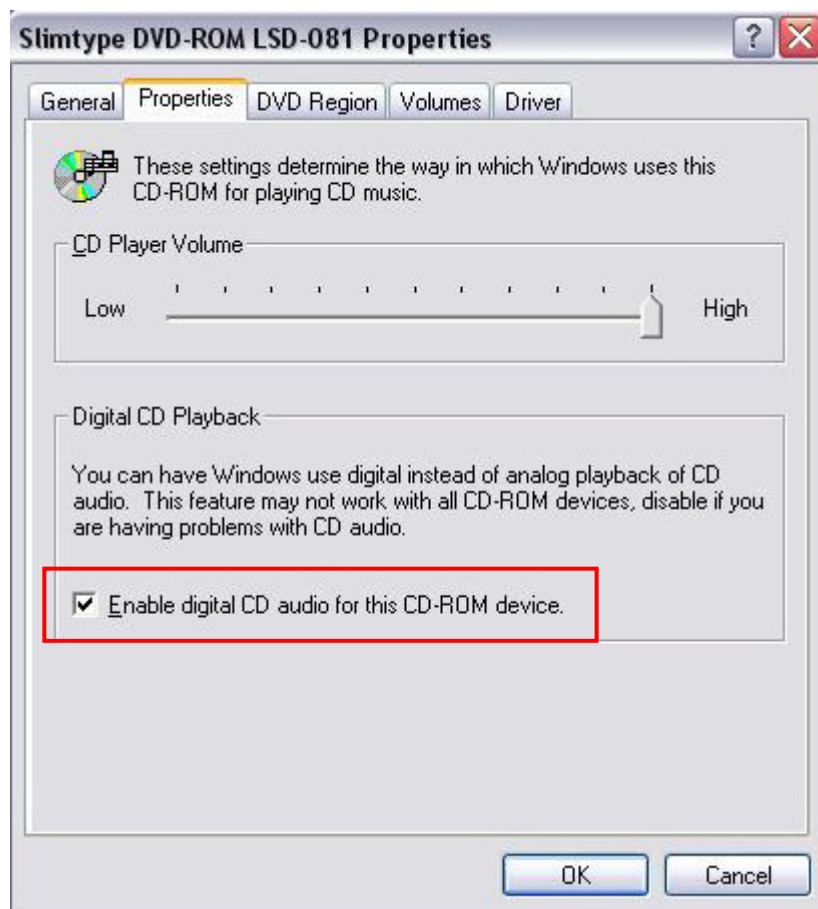 Slimtype DVD-ROM LSD-081 Properties
General Properties DVD Region Volumes Driver
These settings determine the way in which Windows uses this
CD-ROM for playing CD music.
CD Player Volume
Low High
Digital CD Playback
You can have Windows use digital instead of analog playback of CD
audio.  This feature may not work with all CD-ROM devices, disable if you
are having problems with CD audio.
Enable digital CD audio for this CD-ROM device.
OK Cancel